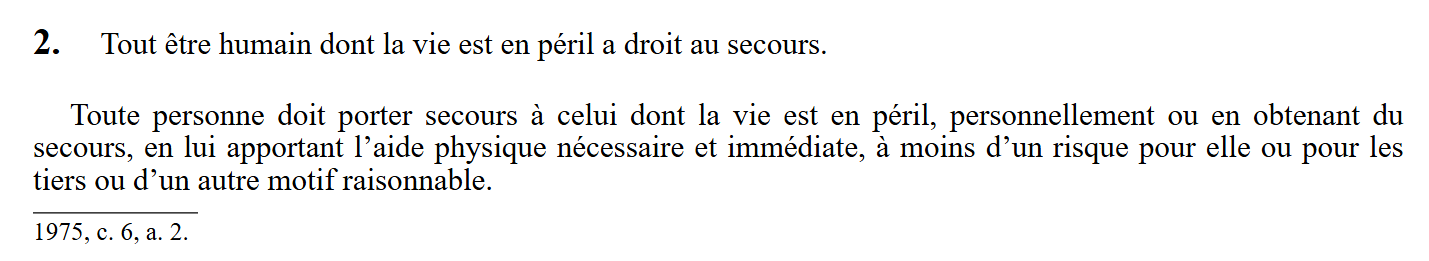 2. Tout être humain dont la vie est en péril a droit au secours.
Toute personne doit porter secours à celui dont la vie est en péril, personnellement ou en obtenant du
secours, en lui apportant l’aide physique nécessaire et immédiate, à moins d’un risque pour elle ou pour les
tiers ou d’un autre motif raisonnable.
1975, c. 6, a. 2.